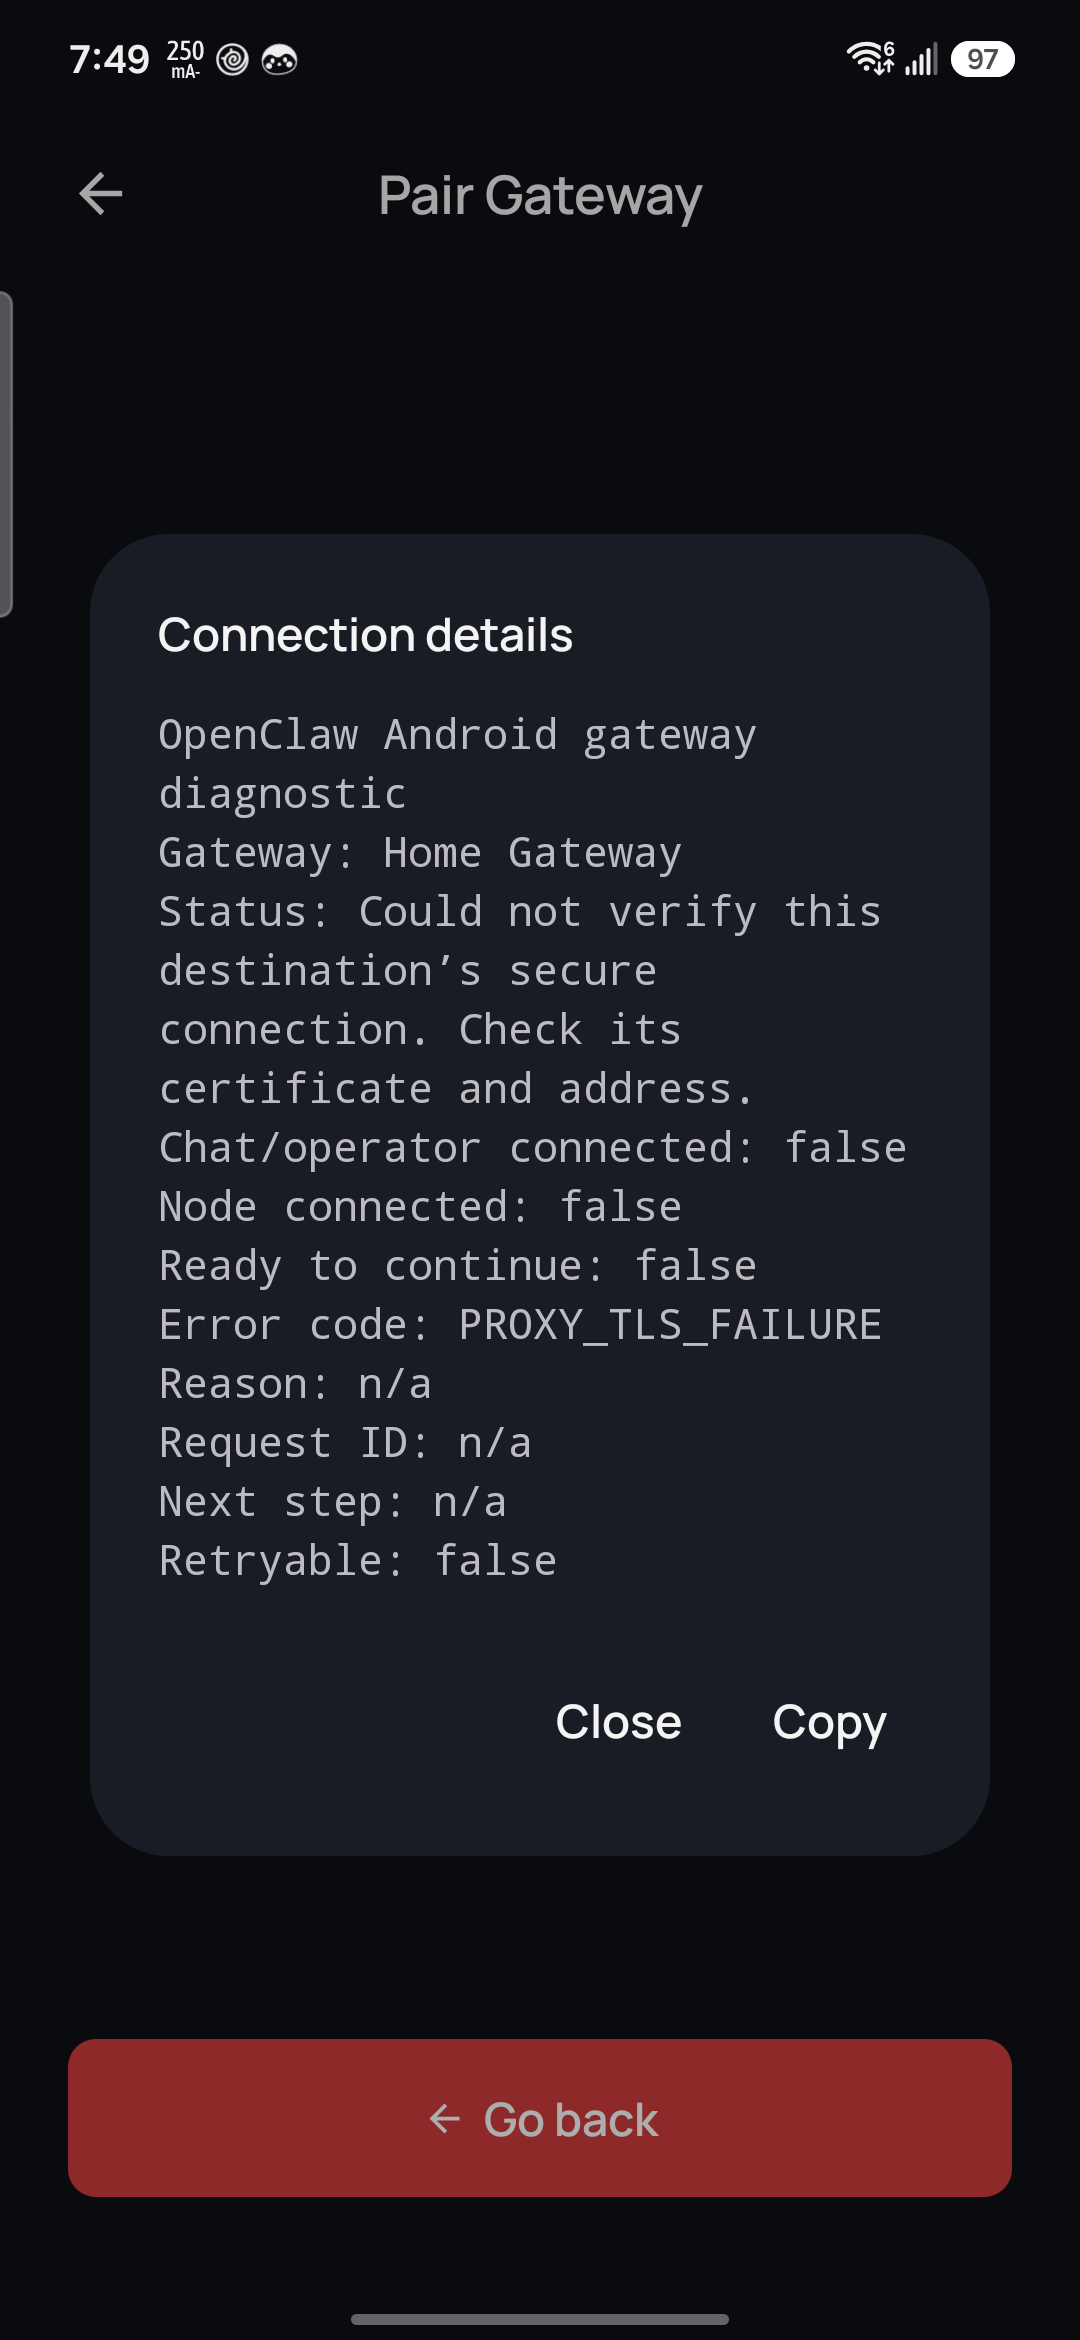 7:49 250 mA- 6 97
Pair Gateway
Connection details
OpenClaw Android gateway
diagnostic
Gateway: Home Gateway
Status: Could not verify this
destination’s secure
connection. Check its
certificate and address.
Chat/operator connected: false
Node connected: false
Ready to continue: false
Error code: PROXY_TLS_FAILURE
Reason: n/a
Request ID: n/a
Next step: n/a
Retryable: false
Close Copy
Go back